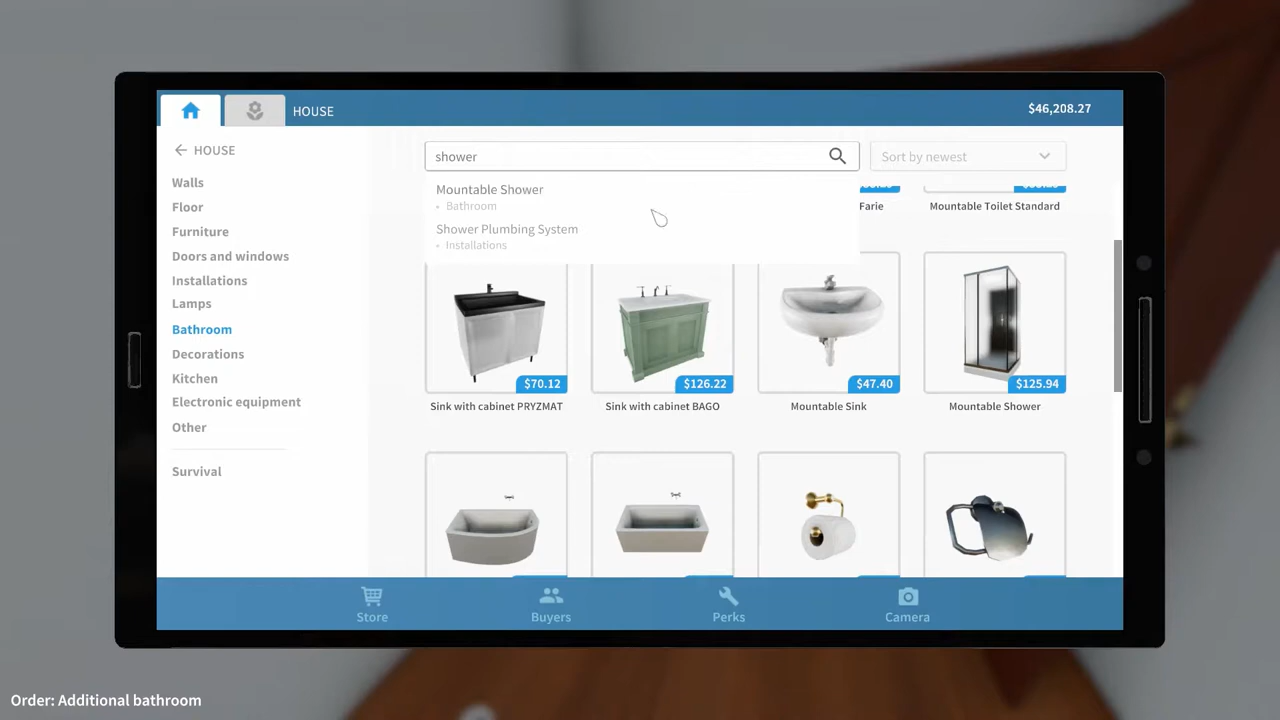 HOUSE
$46,208.27
HOUSE
Walls
Floor
Furniture
Doors and windows
Installations
Lamps
Bathroom
Decorations
Kitchen
Electronic equipment
Other
Survival
shower
Sort by newest
Mountable Shower
Bathroom
Shower Plumbing System
Installations
Farie
Mountable Toilet Standard
$70.12
$126.22
$47.40
$125.94
Sink with cabinet PRYZMAT
Sink with cabinet BAGO
Mountable Sink
Mountable Shower
Store
Buyers
Perks
Camera
Order: Additional bathroom